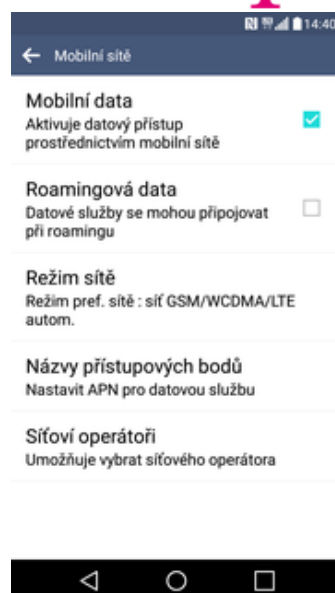 14:40
Mobilní sítě
Mobilní data
Aktivuje datový přístup
prostřednictvím mobilní sítě
Roamingová data
Datové služby se mohou připojovat
při roamingu
Režim sítě
Režim pref. sítě : síť GSM/WCDMA/LTE
autom.
Názvy přístupových bodů
Nastavit APN pro datovou službu
Síťoví operátoři
Umožňuje vybrat síťového operátora